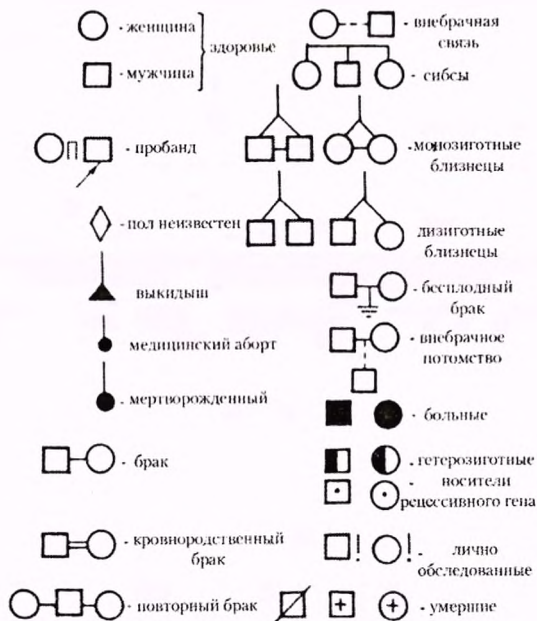 - женщина
- мужчина
здоровье
- внебрачная
связь
- сибсы
- пробанд
- монозиготные
близнецы
- пол неизвестен
дизиготные
близнецы
- выкидыш
- бесплодный
брак
- медицинский аборт
- внебрачное
потомство
- мертворожденный
- больные
- брак
- гетерозиготные
носители
рецессивного гена
- кровнородственный
брак
- лично
обследованные
- повторный брак
- умершие